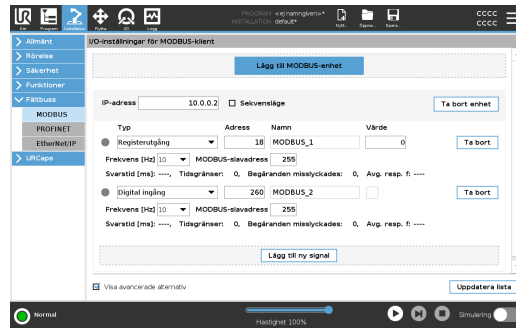 PROGRAM <ej namngiven>*
INSTALLATION default*
CCCC
CCCC
Kör Program Installation Flytta I/O Logg Nytt... Öppna... Spara...
Allmänt
I/O-inställningar för MODBUS-klient
Rörelse
Säkerhet
Funktioner
Fältbuss
MODBUS
PROFINET
EtherNet/IP
URCaps
Lägg till MODBUS-enhet
IP-adress 10.0.0.2 Sekvensläge Ta bort enhet
Typ Adress Namn Värde
Registerutgång 18 MODBUS_1 0 Ta bort
Frekvens [Hz] 10 MODBUS-slavadress 255
Svarstid [ms]: ----, Tidsgränser: 0, Begäranden misslyckades: 0, Avg. resp. f: ----
Digital ingång 260 MODBUS_2 Ta bort
Frekvens [Hz] 10 MODBUS-slavadress 255
Svarstid [ms]: ----, Tidsgränser: 0, Begäranden misslyckades: 0, Avg. resp. f: ----
Lägg till ny signal
Visa avancerade alternativ Uppdatera lista
Normal
Hastighet 100%
Simulering